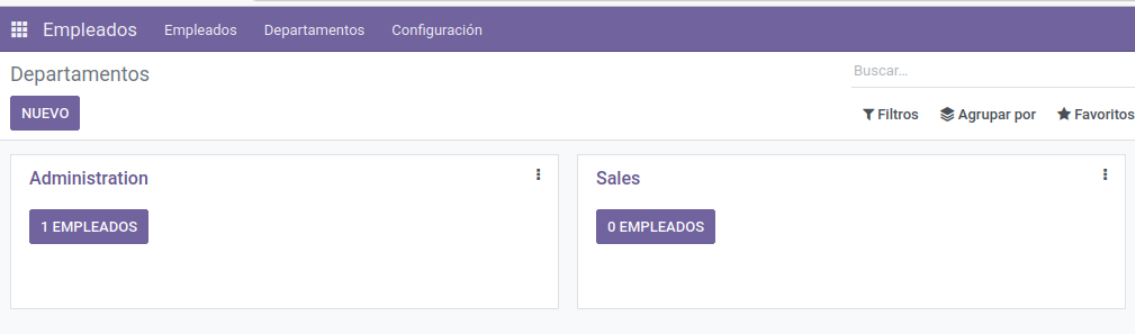 Empleados Empleados Departamentos Configuración
Departamentos
Buscar...
NUEVO
Filtros Agrupar por Favoritos
Administration
1 EMPLEADOS
Sales
0 EMPLEADOS